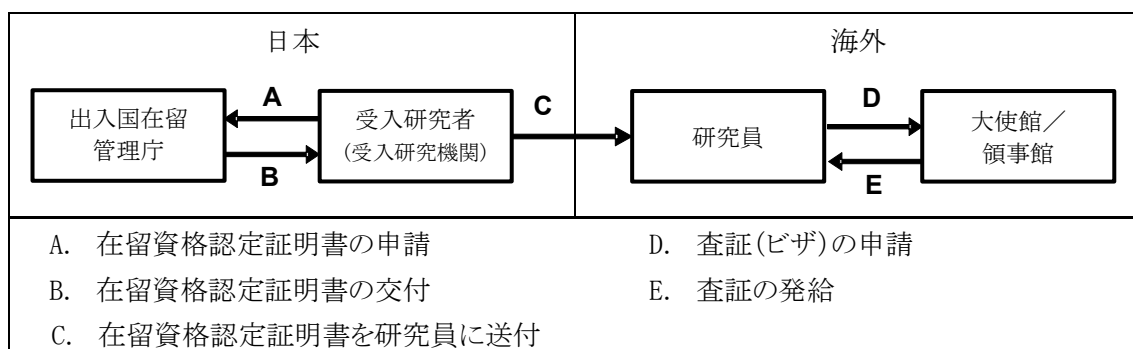 日本
海外
出入国在留
管理庁
A
B
受入研究者
(受入研究機関)
C
研究員
D
E
大使館／
領事館
A. 在留資格認定証明書の申請
B. 在留資格認定証明書の交付
C. 在留資格認定証明書を研究員に送付
D. 査証(ビザ)の申請
E. 査証の発給